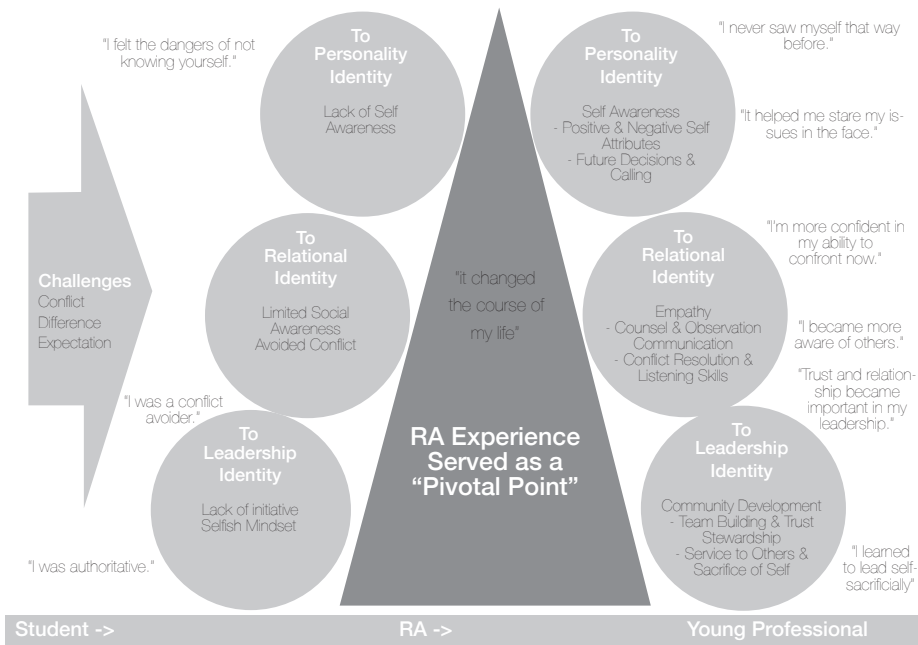 "I felt the dangers of not
knowing yourself."
To
Personality
Identity
Lack of Self
Awareness
To
Personality
Identity
Self Awareness
- Positive & Negative Self
Attributes
- Future Decisions &
Calling
"I never saw myself that way
before."
"It helped me stare my is-
sues in the face."
Challenges
Conflict
Difference
Expectation
To
Relational
Identity
Limited Social
Awareness
Avoided Conflict
"it changed
the course of
my life"
To
Relational
Identity
Empathy
- Counsel & Observation
Communication
- Conflict Resolution &
Listening Skills
"I'm more confident in
my ability to
confront now."
"I became more
aware of others."
"Trust and relation-
ship became
important in my
leadership."
"I was a conflict
avoider."
To
Leadership
Identity
Lack of initiative
Selfish Mindset
"I was authoritative."
RA Experience
Served as a
“Pivotal Point”
To
Leadership
Identity
Community Development
- Team Building & Trust
Stewardship
- Service to Others &
Sacrifice of Self
"I learned
to lead self-
sacrificially"
Student ->
RA ->
Young Professional